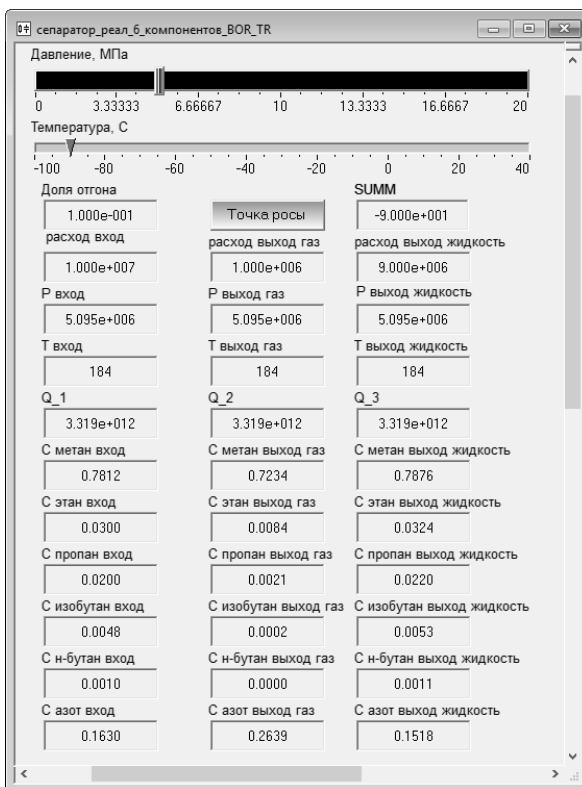 сепаратор_реал_6_компонентов_BOR_TR
Давление, МПа
0 3.33333 6.66667 10 13.3333 16.6667 20
Температура, С
-100 -80 -60 -40 -20 0 20 40
Доля отгона SUMM
1.000e-001 Точка росы -9.000e+001
расход вход расход выход газ расход выход жидкость
1.000e+007 1.000e+006 9.000e+006
Р вход Р выход газ Р выход жидкость
5.095e+006 5.095e+006 5.095e+006
Т вход Т выход газ Т выход жидкость
184 184 184
Q_1 Q_2 Q_3
3.319e+012 3.319e+012 3.319e+012
С метан вход С метан выход газ С метан выход жидкость
0.7812 0.7234 0.7876
С этан вход С этан выход газ С этан выход жидкость
0.0300 0.0084 0.0324
С пропан вход С пропан выход газ С пропан выход жидкость
0.0200 0.0021 0.0220
С изобутан вход С изобутан выход газ С изобутан выход жидкость
0.0048 0.0002 0.0053
С н-бутан вход С н-бутан выход газ С н-бутан выход жидкость
0.0010 0.0000 0.0011
С азот вход С азот выход газ С азот выход жидкость
0.1630 0.2639 0.1518